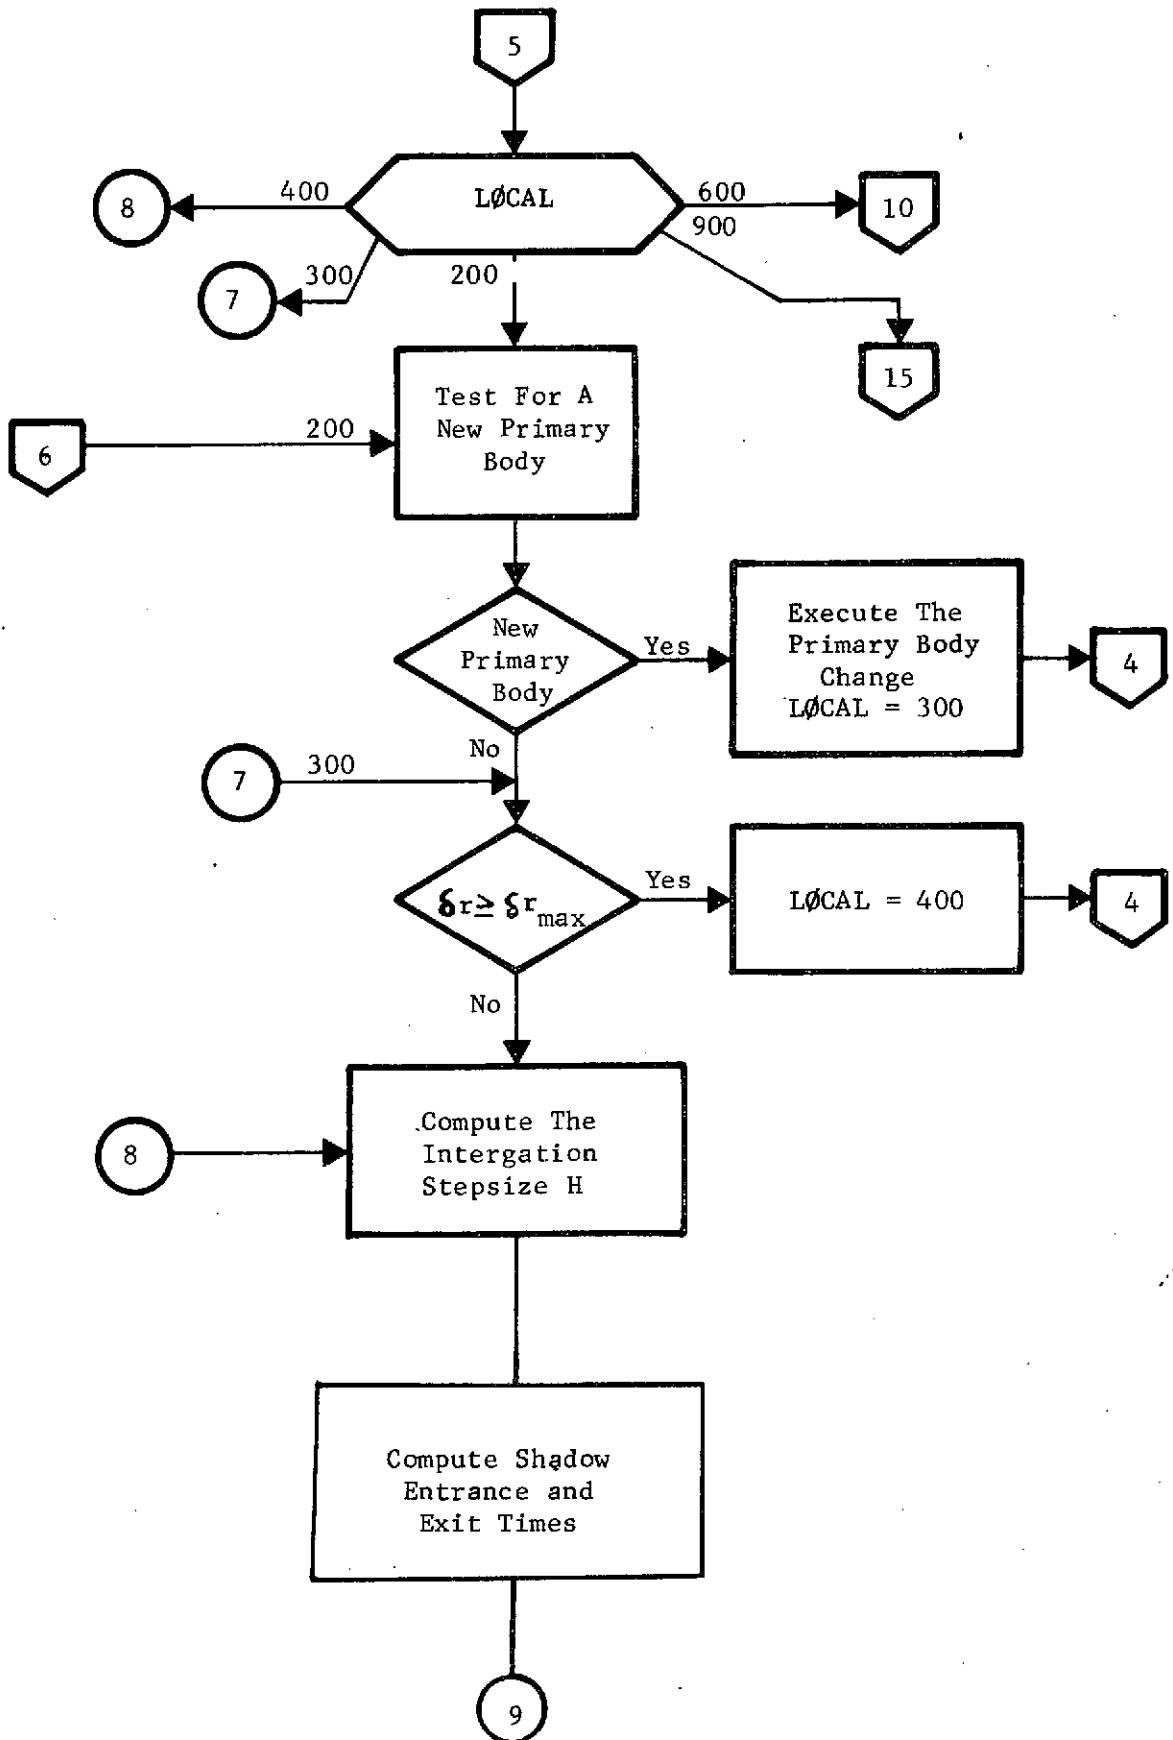 5
LØCAL
400
600
8
10
900
300
200
7
15
Test For A
New Primary
Body
200
6
New
Primary
Body
Yes
Execute The
Primary Body
Change
LØCAL = 300
4
No
7
300
δr ≥ δr max
Yes
LØCAL = 400
4
No
8
Compute The
Intergation
Stepsize H
Compute Shadow
Entrance and
Exit Times
9